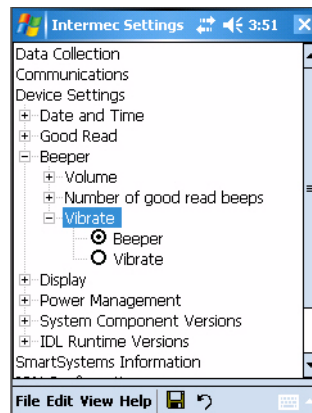 Intermec Settings 3:51
Data Collection
Communications
Device Settings
Date and Time
Good Read
Beeper
Volume
Number of good read beeps
Vibrate
Beeper
Vibrate
Display
Power Management
System Component Versions
IDL Runtime Versions
SmartSystems Information
File Edit View Help